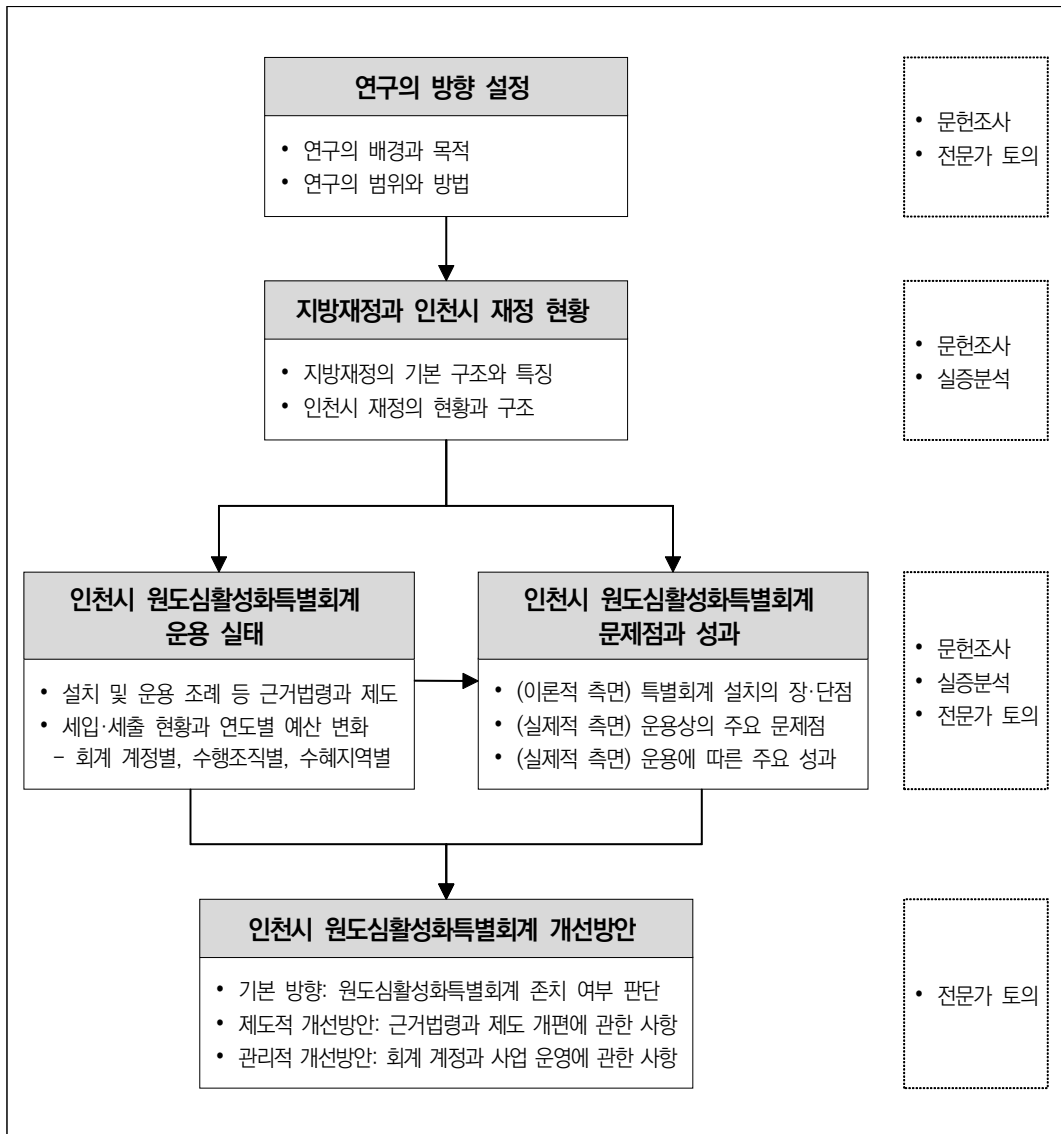 연구의 방향 설정
• 연구의 배경과 목적
• 연구의 범위와 방법
• 문헌조사
• 전문가 토의
지방재정과 인천시 재정 현황
• 지방재정의 기본 구조와 특징
• 인천시 재정의 현황과 구조
• 문헌조사
• 실증분석
인천시 원도심활성화특별회계
운용 실태
• 설치 및 운용 조례 등 근거법령과 제도
• 세입·세출 현황과 연도별 예산 변화
– 회계 계정별, 수행조직별, 수혜지역별
인천시 원도심활성화특별회계
문제점과 성과
• (이론적 측면) 특별회계 설치의 장·단점
• (실제적 측면) 운용상의 주요 문제점
• (실제적 측면) 운용에 따른 주요 성과
• 문헌조사
• 실증분석
• 전문가 토의
인천시 원도심활성화특별회계 개선방안
• 기본 방향: 원도심활성화특별회계 존치 여부 판단
• 제도적 개선방안: 근거법령과 제도 개편에 관한 사항
• 관리적 개선방안: 회계 계정과 사업 운영에 관한 사항
• 전문가 토의